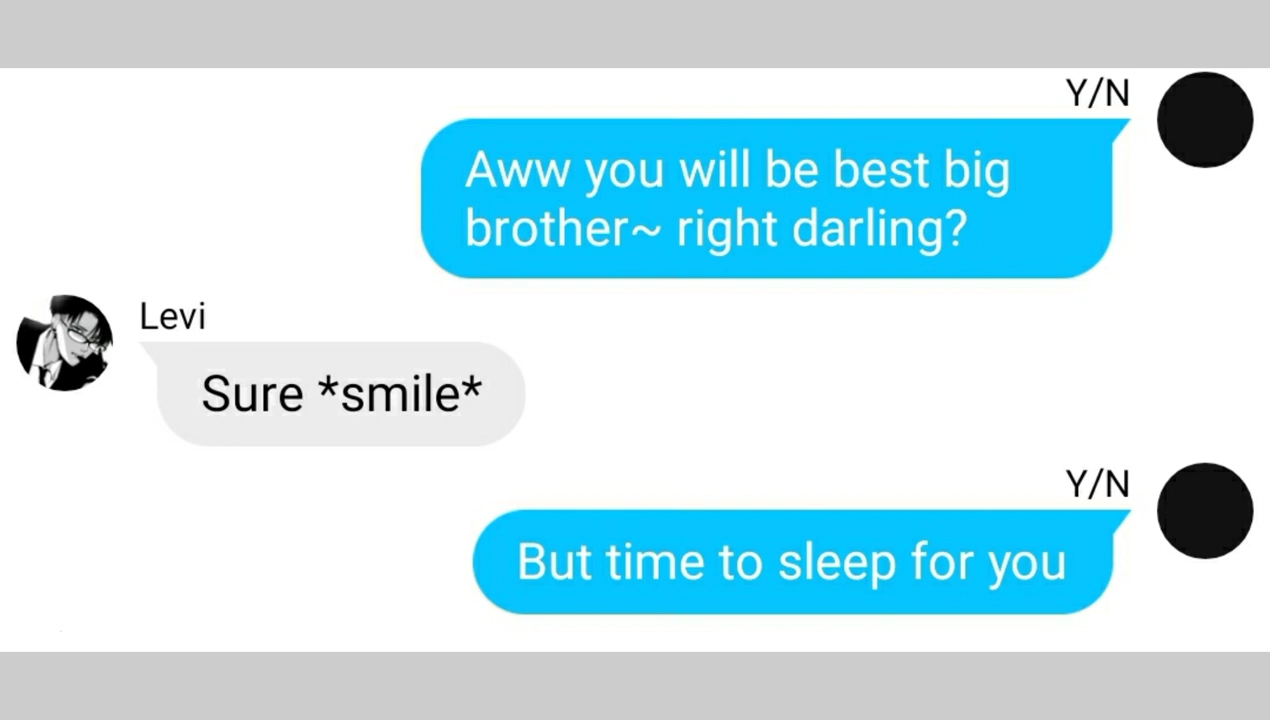 Y/N
Aww you will be best big
brother~ right darling?
Levi
Sure *smile*
Y/N
But time to sleep for you